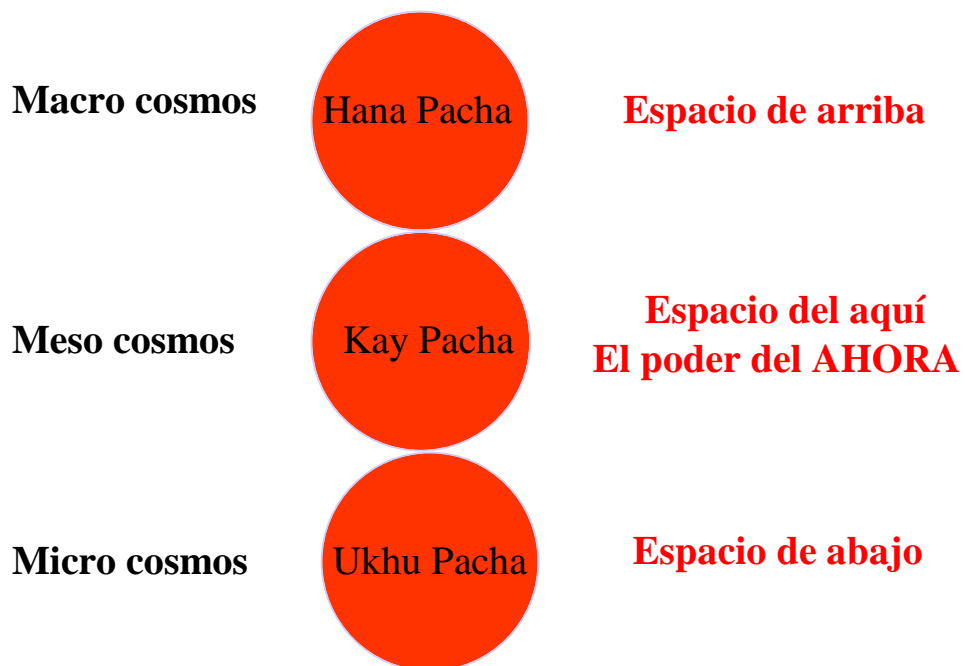 Macro cosmos
Hana Pacha
Espacio de arriba
Meso cosmos
Kay Pacha
Espacio del aquí
El poder del AHORA
Micro cosmos
Ukhu Pacha
Espacio de abajo